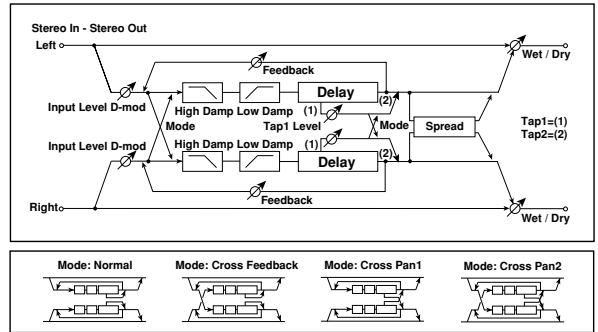 Stereo In - Stereo Out
Left
Wet / Dry
Feedback
Input Level D-mod
High Damp Low Damp
Delay
(1)
(2)
Mode
Tap1 Level
Mode
Spread
Tap1=(1)
Tap2=(2)
Input Level D-mod
(1)
High Damp Low Damp
Delay
(2)
Feedback
Right
Wet / Dry
Mode: Normal
Mode: Cross Feedback
Mode: Cross Pan1
Mode: Cross Pan2